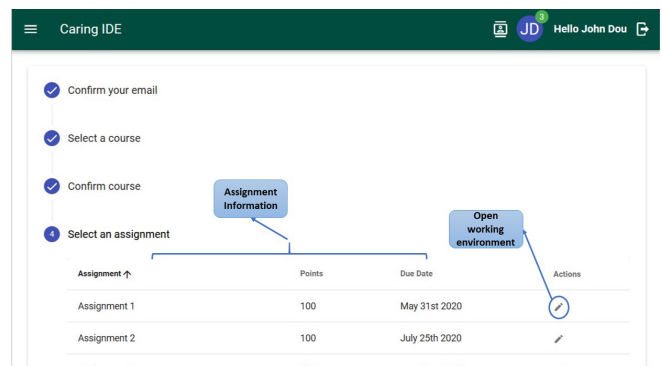 Caring IDE
JD
3
Hello John Dou
Confirm your email
Select a course
Confirm course
Assignment
Information
Open
working
environment
4 Select an assignment
Assignment Points Due Date Actions
Assignment 1 100 May 31st 2020
Assignment 2 100 July 25th 2020